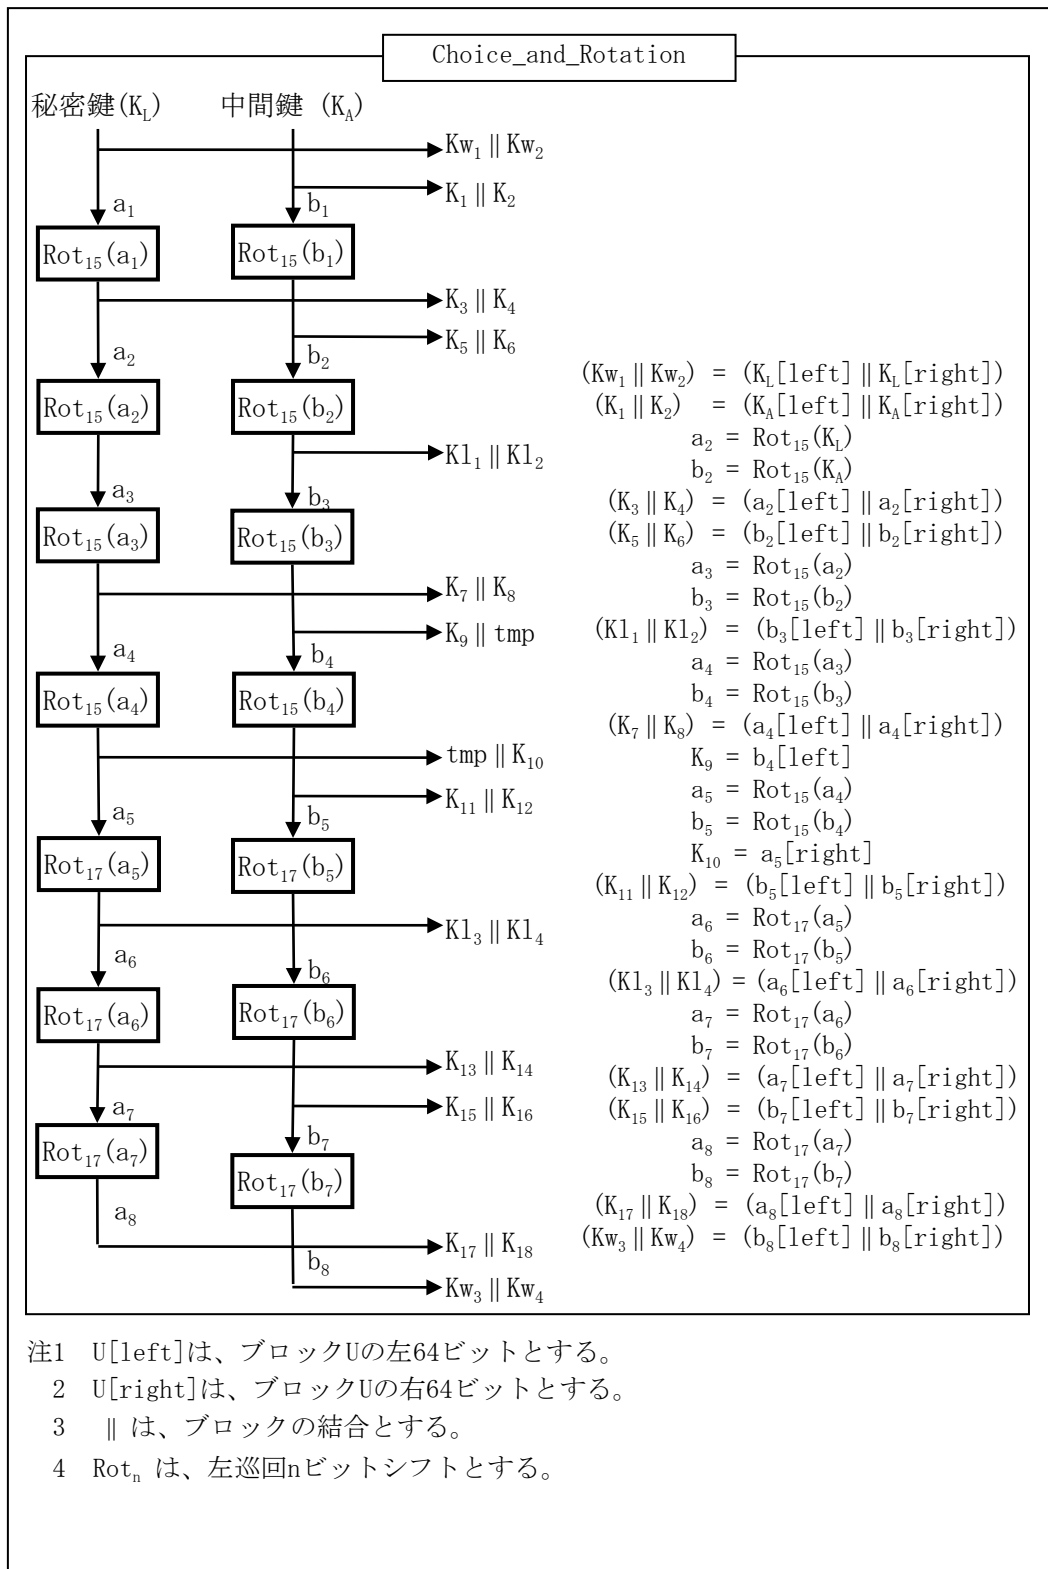 Choice_and_Rotation
秘密鍵(K_L) 中間鍵 (K_A)
Kw₁‖Kw₂
K₁‖K₂
a₁ b₁
Rot₁₅(a₁) Rot₁₅(b₁)
K₃‖K₄
K₅‖K₆
a₂ b₂
Rot₁₅(a₂) Rot₁₅(b₂)
Kl₁‖Kl₂
a₃ b₃
Rot₁₅(a₃) Rot₁₅(b₃)
K₇‖K₈
K₉‖tmp
a₄ b₄
Rot₁₅(a₄) Rot₁₅(b₄)
tmp‖K₁₀
K₁₁‖K₁₂
a₅ b₅
Rot₁₇(a₅) Rot₁₇(b₅)
Kl₃‖Kl₄
a₆ b₆
Rot₁₇(a₆) Rot₁₇(b₆)
K₁₃‖K₁₄
K₁₅‖K₁₆
a₇ b₇
Rot₁₇(a₇) Rot₁₇(b₇)
a₈
K₁₇‖K₁₈
b₈
Kw₃‖Kw₄
(Kw₁‖Kw₂) = (K_L[left]‖K_L[right])
(K₁‖K₂) = (K_A[left]‖K_A[right])
a₂ = Rot₁₅(K_L)
b₂ = Rot₁₅(K_A)
(K₃‖K₄) = (a₂[left]‖a₂[right])
(K₅‖K₆) = (b₂[left]‖b₂[right])
a₃ = Rot₁₅(a₂)
b₃ = Rot₁₅(b₂)
(Kl₁‖Kl₂) = (b₃[left]‖b₃[right])
a₄ = Rot₁₅(a₃)
b₄ = Rot₁₅(b₃)
(K₇‖K₈) = (a₄[left]‖a₄[right])
K₉ = b₄[left]
a₅ = Rot₁₅(a₄)
b₅ = Rot₁₅(b₄)
K₁₀ = a₅[right]
(K₁₁‖K₁₂) = (b₅[left]‖b₅[right])
a₆ = Rot₁₇(a₅)
b₆ = Rot₁₇(b₅)
(Kl₃‖Kl₄) = (a₆[left]‖a₆[right])
a₇ = Rot₁₇(a₆)
b₇ = Rot₁₇(b₆)
(K₁₃‖K₁₄) = (a₇[left]‖a₇[right])
(K₁₅‖K₁₆) = (b₇[left]‖b₇[right])
a₈ = Rot₁₇(a₇)
b₈ = Rot₁₇(b₇)
(K₁₇‖K₁₈) = (a₈[left]‖a₈[right])
(Kw₃‖Kw₄) = (b₈[left]‖b₈[right])
注1 U[left]は、ブロックUの左64ビットとする。
2 U[right]は、ブロックUの右64ビットとする。
3 ‖は、ブロックの結合とする。
4 Rotₙ は、左巡回nビットシフトとする。